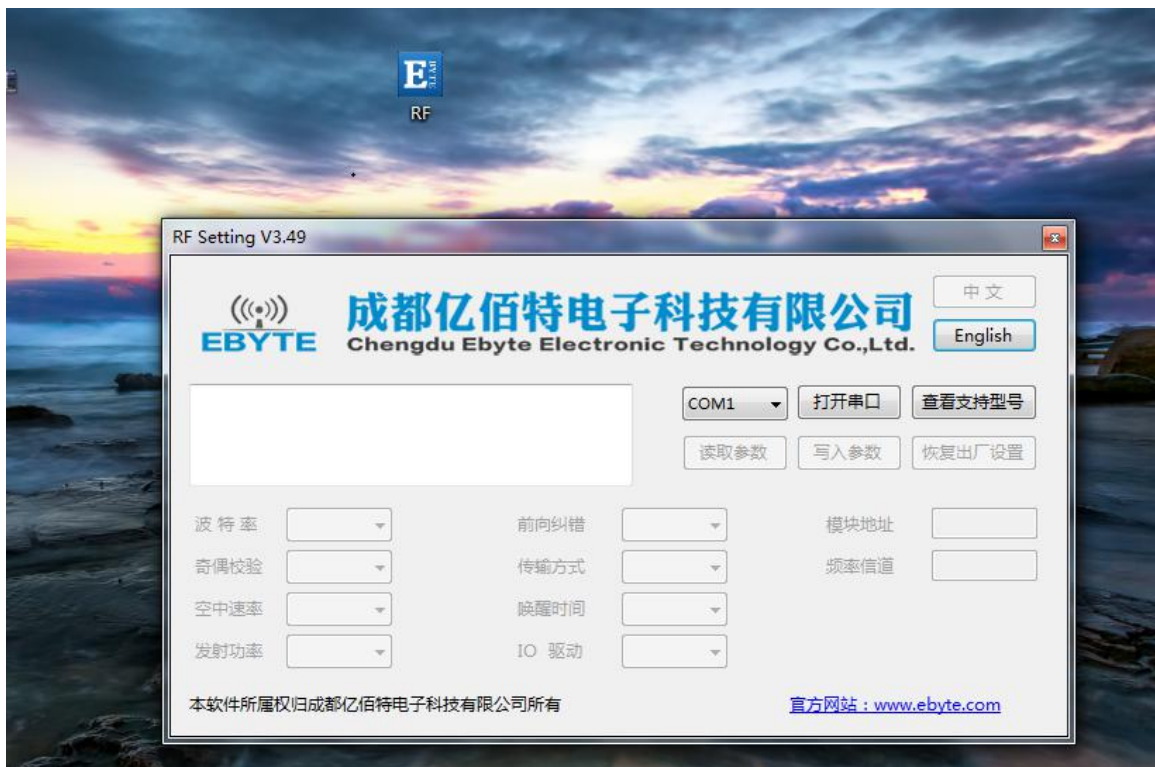 E BYTE
RF
RF Setting V3.49
EBYTE
成都亿佰特电子科技有限公司
Chengdu Ebyte Electronic Technology Co.,Ltd.
中文
English
COM1 打开串口 查看支持型号
读取参数 写入参数 恢复出厂设置
波特率 前向纠错 模块地址
奇偶校验 传输方式 频率信道
空中速率 唤醒时间
发射功率 IO 驱动
本软件所属权归成都亿佰特电子科技有限公司所有 官方网站：www.ebyte.com